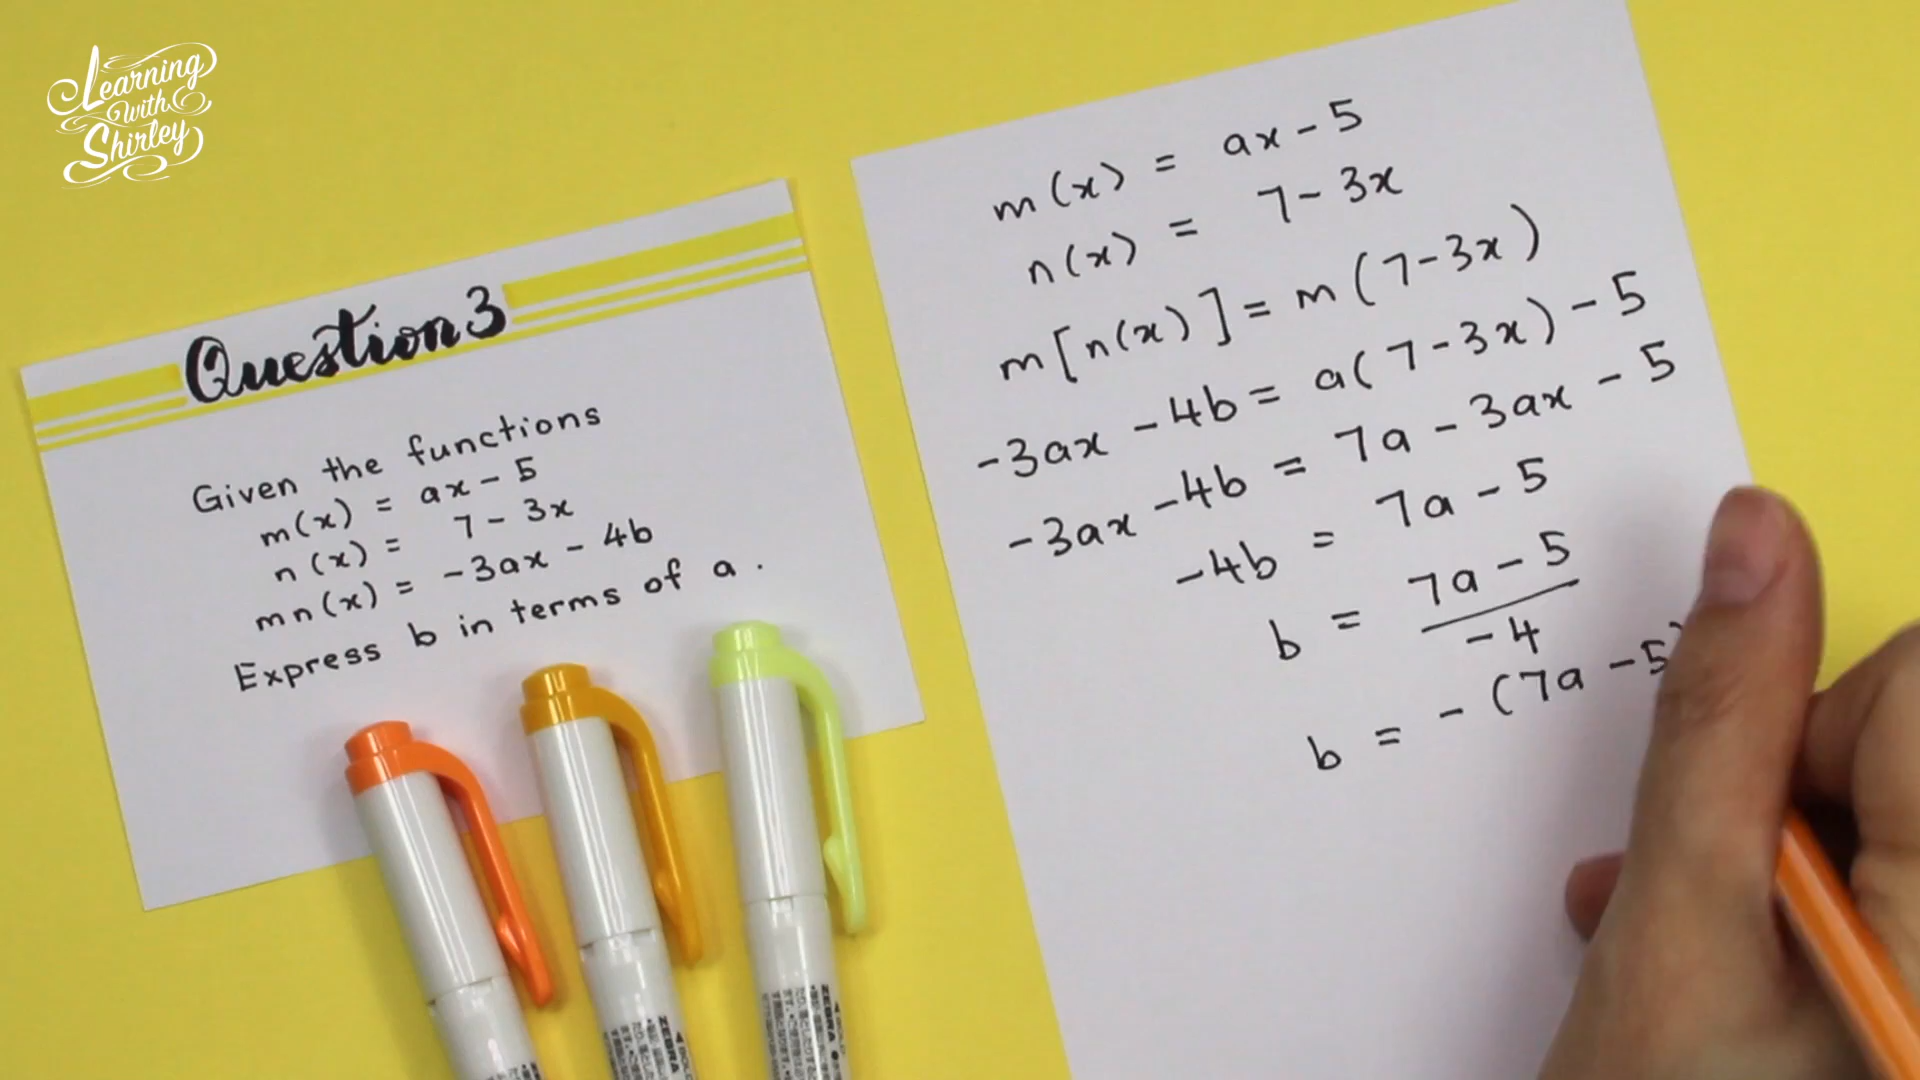 Learning
With
Shirley
Question 3
Given the functions
m(x) = ax - 5
n(x) = 7 - 3x
mn(x) = -3ax - 4b
Express b in terms of a.
m(x) = ax - 5
n(x) = 7 - 3x
m[n(x)] = m(7-3x)
-3ax - 4b = a(7-3x) - 5
-3ax - 4b = 7a - 3ax - 5
-4b = 7a - 5
b = 7a - 5
-4
b = -(7a - 5)
ZEBRA
ZEBRA
ZEBRA